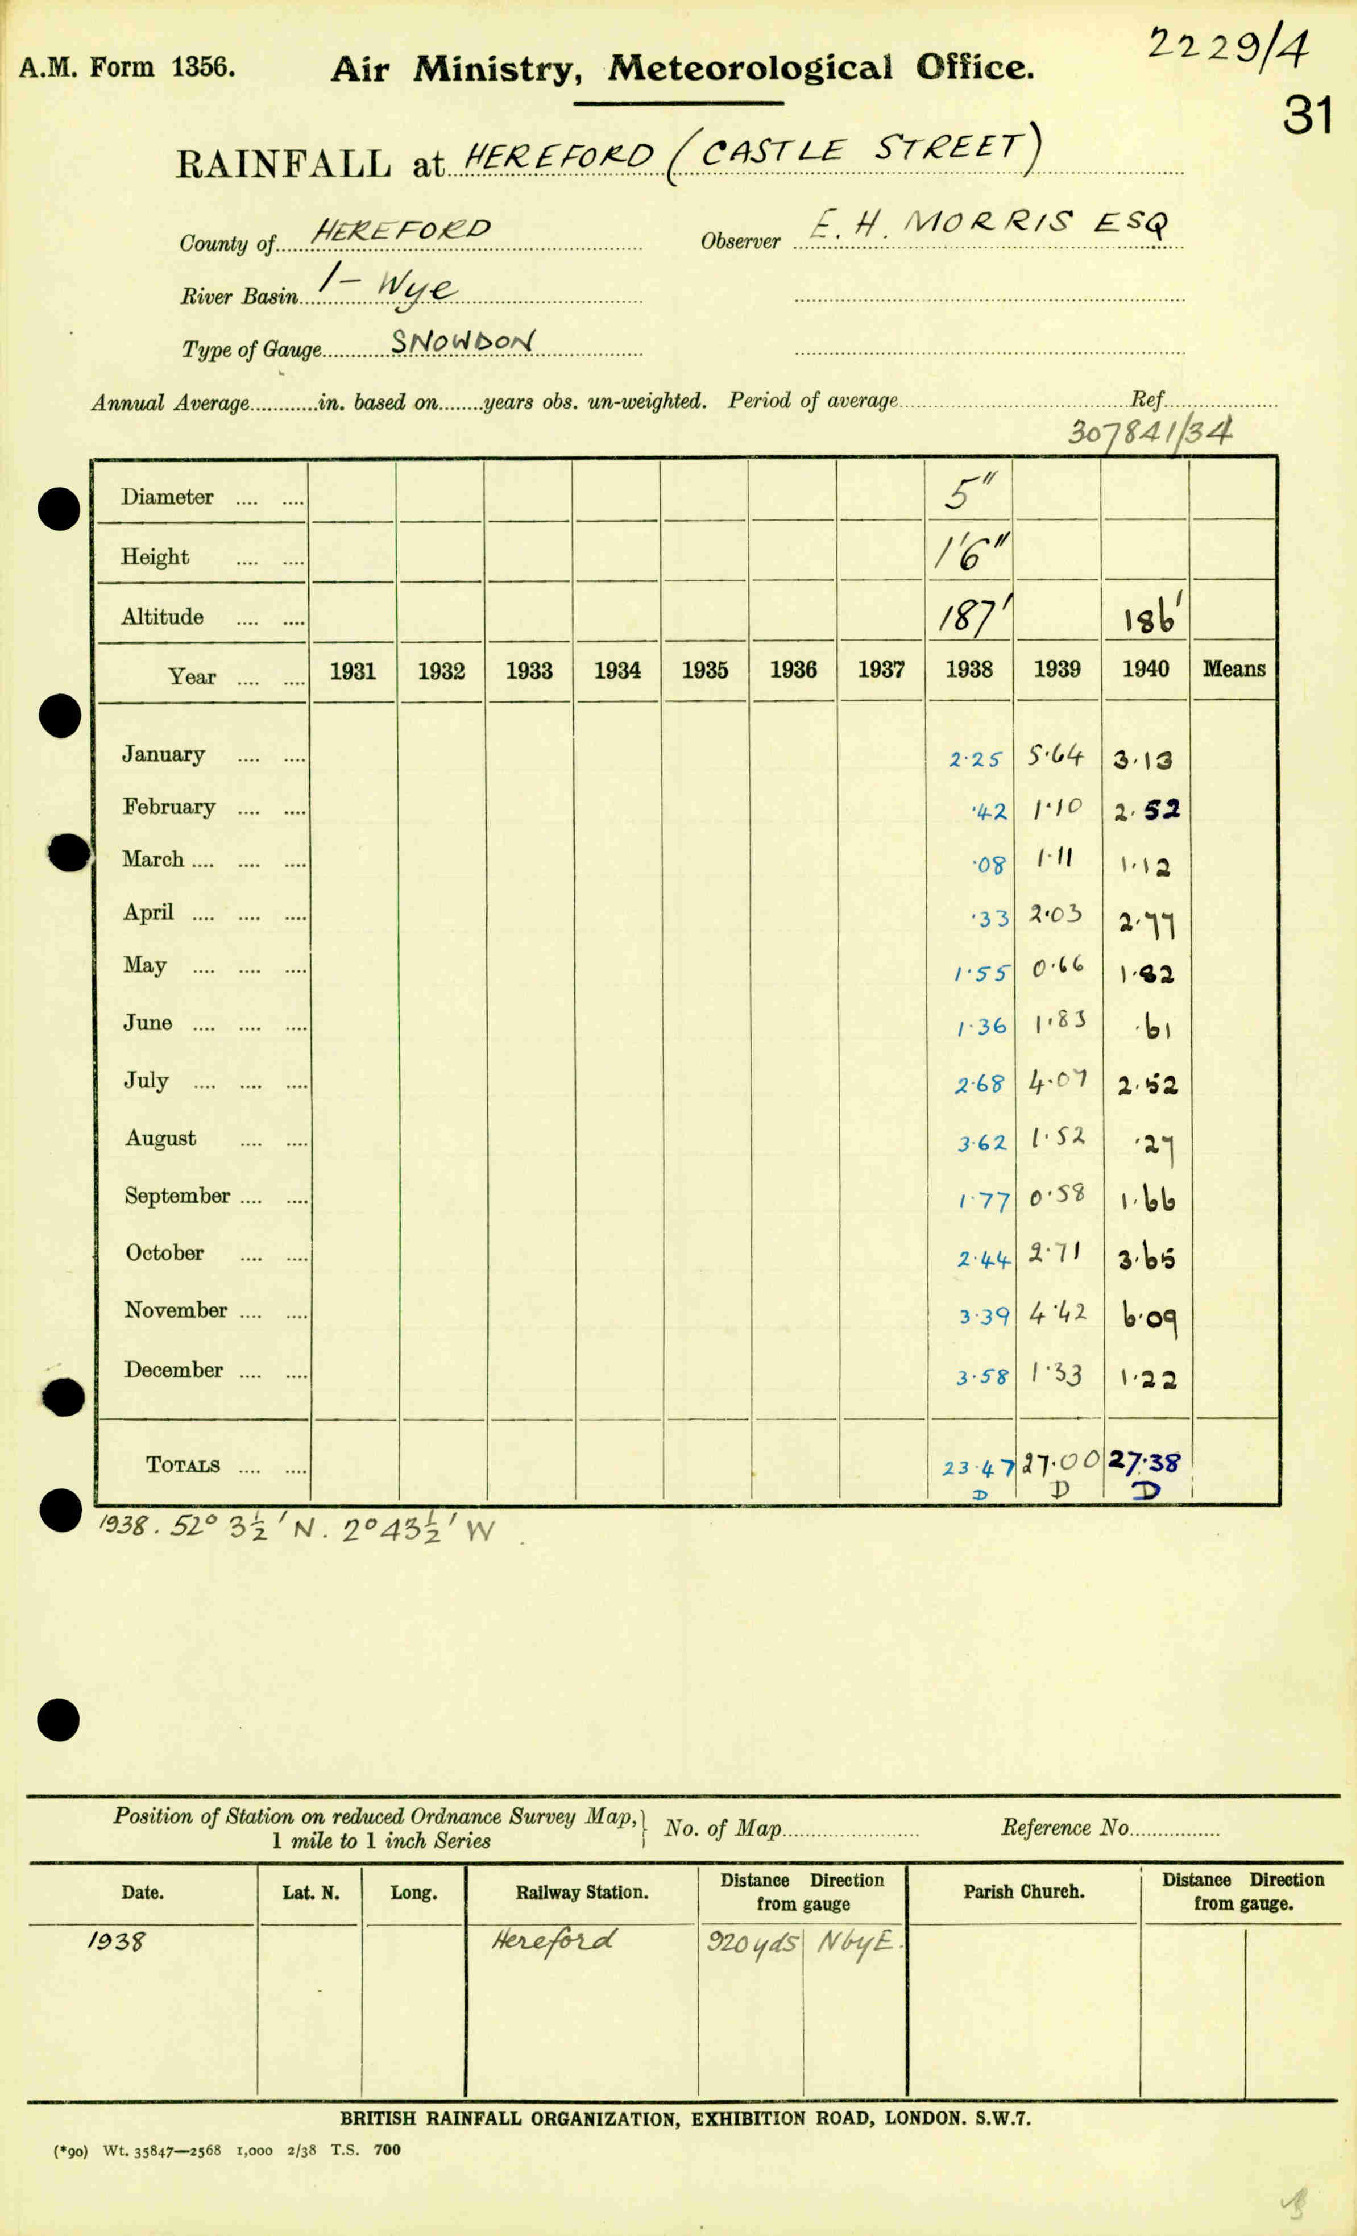 2229/4
A.M. Form 1356. Air Ministry, Meteorological Office.
31
RAINFALL at HEREFORD (CASTLE STREET)
County of HEREFORD Observer E. H. MORRIS ESQ
River Basin 1- Wye
Type of Gauge SNOWDON
Annual Average............in. based on........years obs. un-weighted. Period of average.................... Ref....................
307841/34
Diameter .... .... 5"
Height .... .... 1'6"
Altitude .... .... 187' 186'
Year .... .... 1931 1932 1933 1934 1935 1936 1937 1938 1939 1940 Means
January .... .... 2·25 5·64 3·13
February .... .... ·42 1·10 2·52
March .... .... .... ·08 1·11 1·12
April .... .... .... ·33 2·03 2·77
May .... .... .... 1·55 0·66 1·82
June .... .... .... 1·36 1·83 ·61
July .... .... .... 2·68 4·07 2·52
August .... .... 3·62 1·52 ·27
September .... .... 1·77 0·58 1·66
October .... .... 2·44 2·71 3·65
November .... .... 3·39 4·42 6·09
December .... .... 3·58 1·33 1·22
TOTALS .... .... 23·47 27·00 27·38
D D D
1938. 52° 3½' N. 2° 43½' W.
Position of Station on reduced Ordnance Survey Map, } No. of Map........................ Reference No................
1 mile to 1 inch Series
Date. Lat. N. Long. Railway Station. Distance Direction from gauge Parish Church. Distance Direction from gauge.
1938 Hereford 920 yds N by E.
BRITISH RAINFALL ORGANIZATION, EXHIBITION ROAD, LONDON. S.W.7.
(*90) Wt. 35847—2568 1,000 2/38 T.S. 700